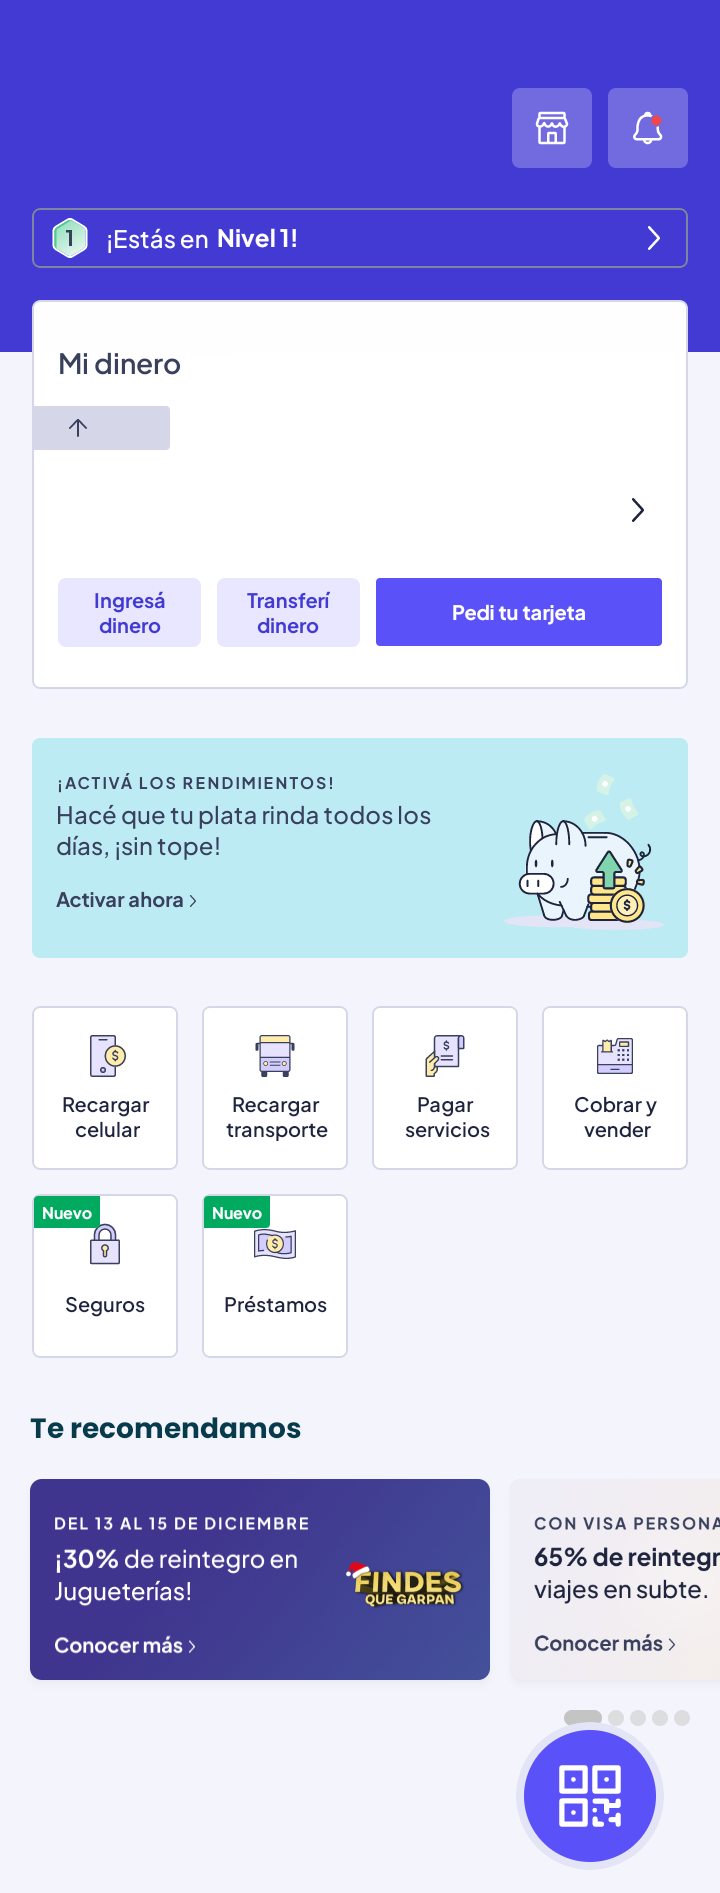 1 ¡Estás en Nivel 1!
Mi dinero
Ingresá
dinero
Transferí
dinero
Pedi tu tarjeta
¡ACTIVÁ LOS RENDIMIENTOS!
Hacé que tu plata rinda todos los
días, ¡sin tope!
Activar ahora
Recargar
celular
Recargar
transporte
Pagar
servicios
Cobrar y
vender
Nuevo
Seguros
Nuevo
Préstamos
Te recomendamos
DEL 13 AL 15 DE DICIEMBRE
¡30% de reintegro en
Jugueterías!
FINDES
QUE GARPAN
Conocer más
CON VISA PERSONA
65% de reintegr
viajes en subte.
Conocer más